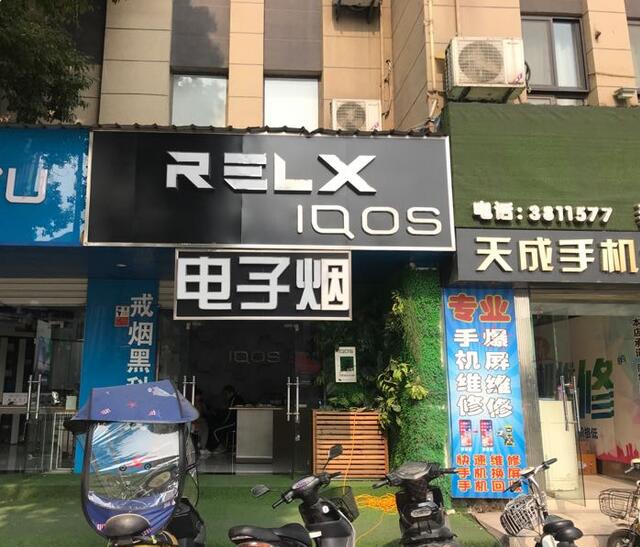 RELX
IQOS
电子烟
戒烟黑科
IQOS
IQOS
电话:3811577
天成手机
专业
手机维修
爆屏维修
快速维修
手机换屏
手机回收
修